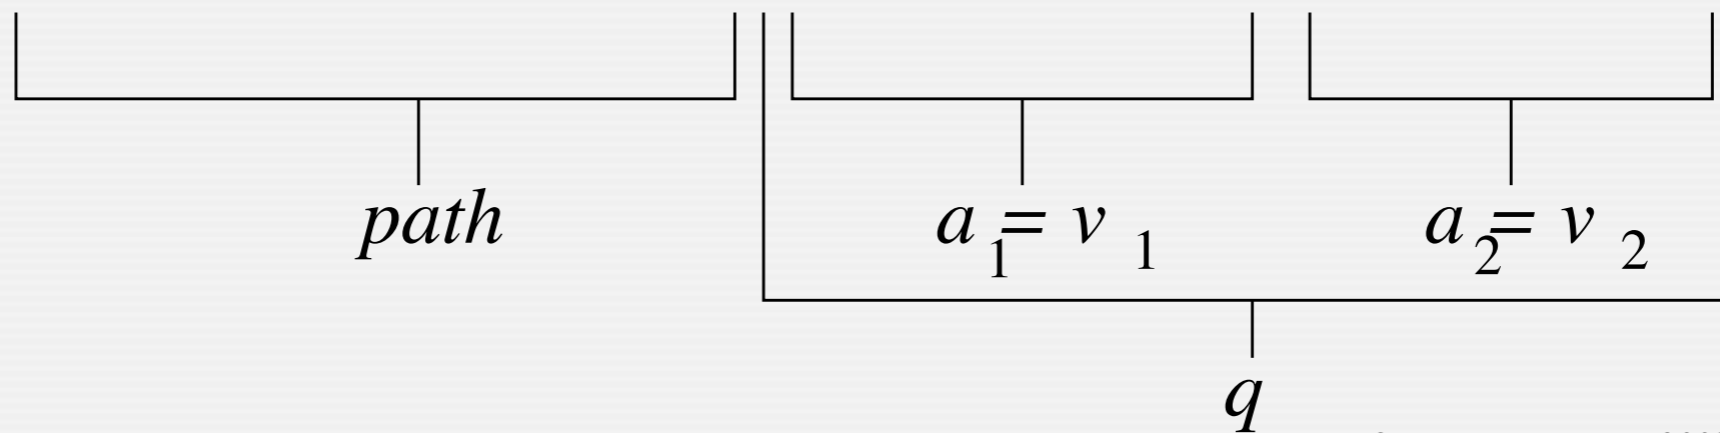 path a₁ = v₁ a₂ = v₂
q